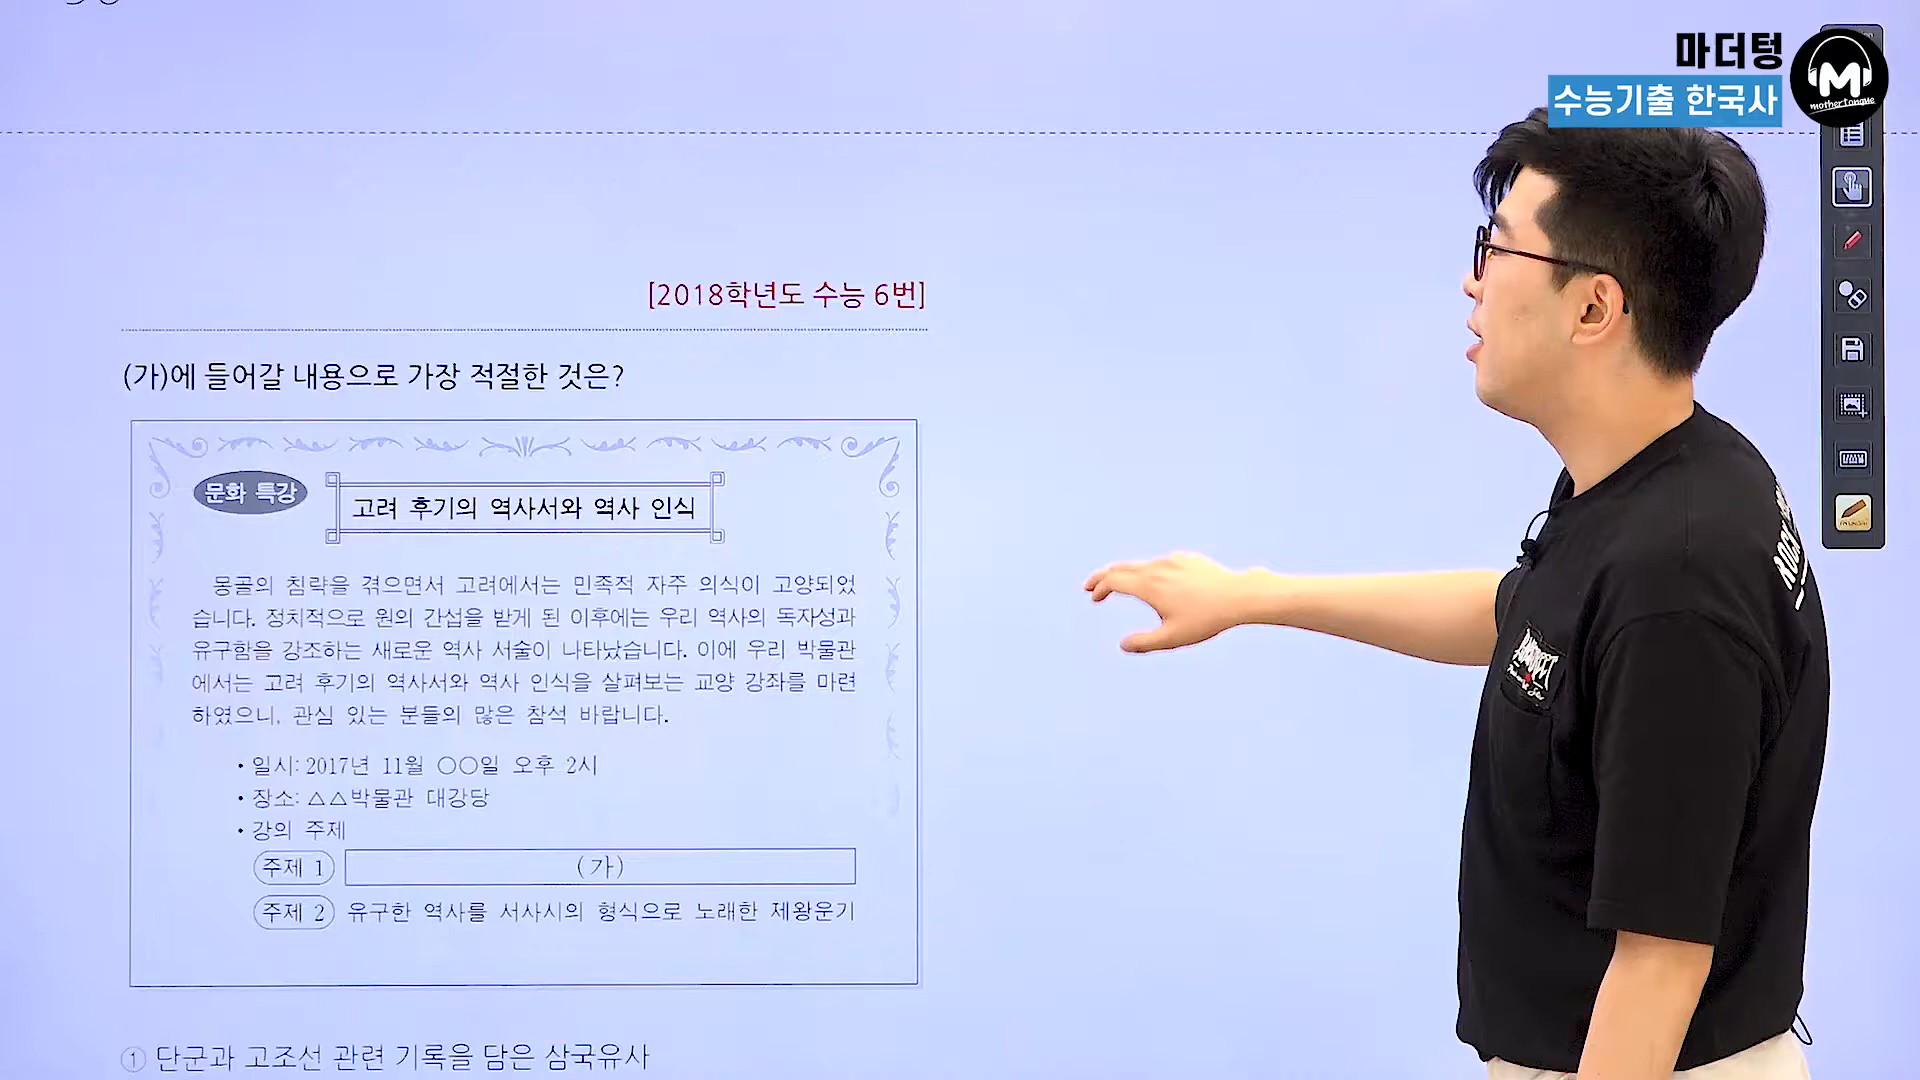 마더텅
수능기출 한국사
M
mothertongue
[2018학년도 수능 6번]
(가)에 들어갈 내용으로 가장 적절한 것은?
문화 특강
고려 후기의 역사서와 역사 인식
몽골의 침략을 겪으면서 고려에서는 민족적 자주 의식이 고양되었
습니다. 정치적으로 원의 간섭을 받게 된 이후에는 우리 역사의 독자성과
유구함을 강조하는 새로운 역사 서술이 나타났습니다. 이에 우리 박물관
에서는 고려 후기의 역사서와 역사 인식을 살펴보는 교양 강좌를 마련
하였으니, 관심 있는 분들의 많은 참석 바랍니다.
• 일시: 2017년 11월 ○○일 오후 2시
• 장소: △△박물관 대강당
• 강의 주제
주제 1 (가)
주제 2 유구한 역사를 서사시의 형식으로 노래한 제왕운기
① 단군과 고조선 관련 기록을 담은 삼국유사